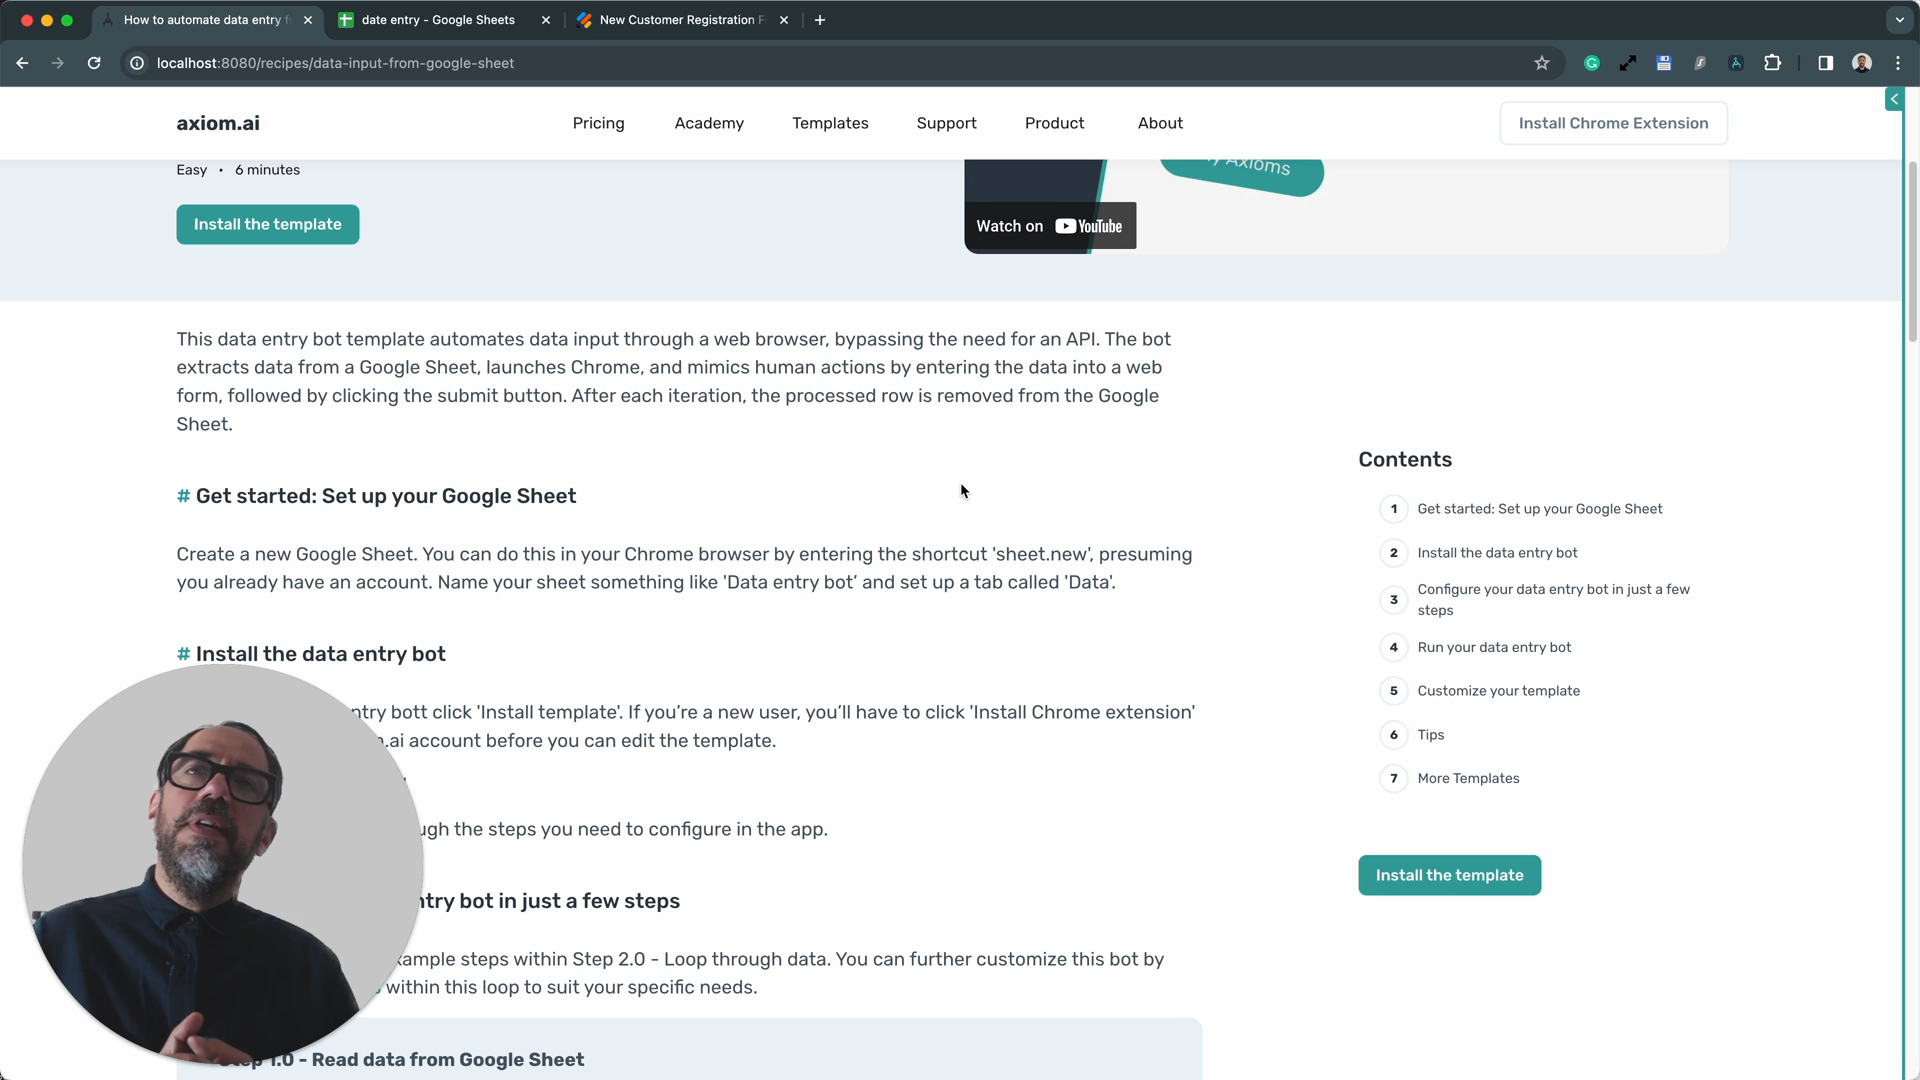 How to automate data entry f
date entry - Google Sheets
New Customer Registration F
localhost:8080/recipes/data-input-from-google-sheet
axiom.ai
Pricing
Academy
Templates
Support
Product
About
Install Chrome Extension
Easy • 6 minutes
Install the template
Axioms
Watch on YouTube
This data entry bot template automates data input through a web browser, bypassing the need for an API. The bot
extracts data from a Google Sheet, launches Chrome, and mimics human actions by entering the data into a web
form, followed by clicking the submit button. After each iteration, the processed row is removed from the Google
Sheet.
# Get started: Set up your Google Sheet
Create a new Google Sheet. You can do this in your Chrome browser by entering the shortcut 'sheet.new', presuming
you already have an account. Name your sheet something like 'Data entry bot’ and set up a tab called 'Data'.
# Install the data entry bot
ntry bott click 'Install template'. If you’re a new user, you’ll have to click 'Install Chrome extension'
.ai account before you can edit the template.
ugh the steps you need to configure in the app.
ntry bot in just a few steps
xample steps within Step 2.0 - Loop through data. You can further customize this bot by
within this loop to suit your specific needs.
Step 1.0 - Read data from Google Sheet
Contents
1 Get started: Set up your Google Sheet
2 Install the data entry bot
3 Configure your data entry bot in just a few
steps
4 Run your data entry bot
5 Customize your template
6 Tips
7 More Templates
Install the template